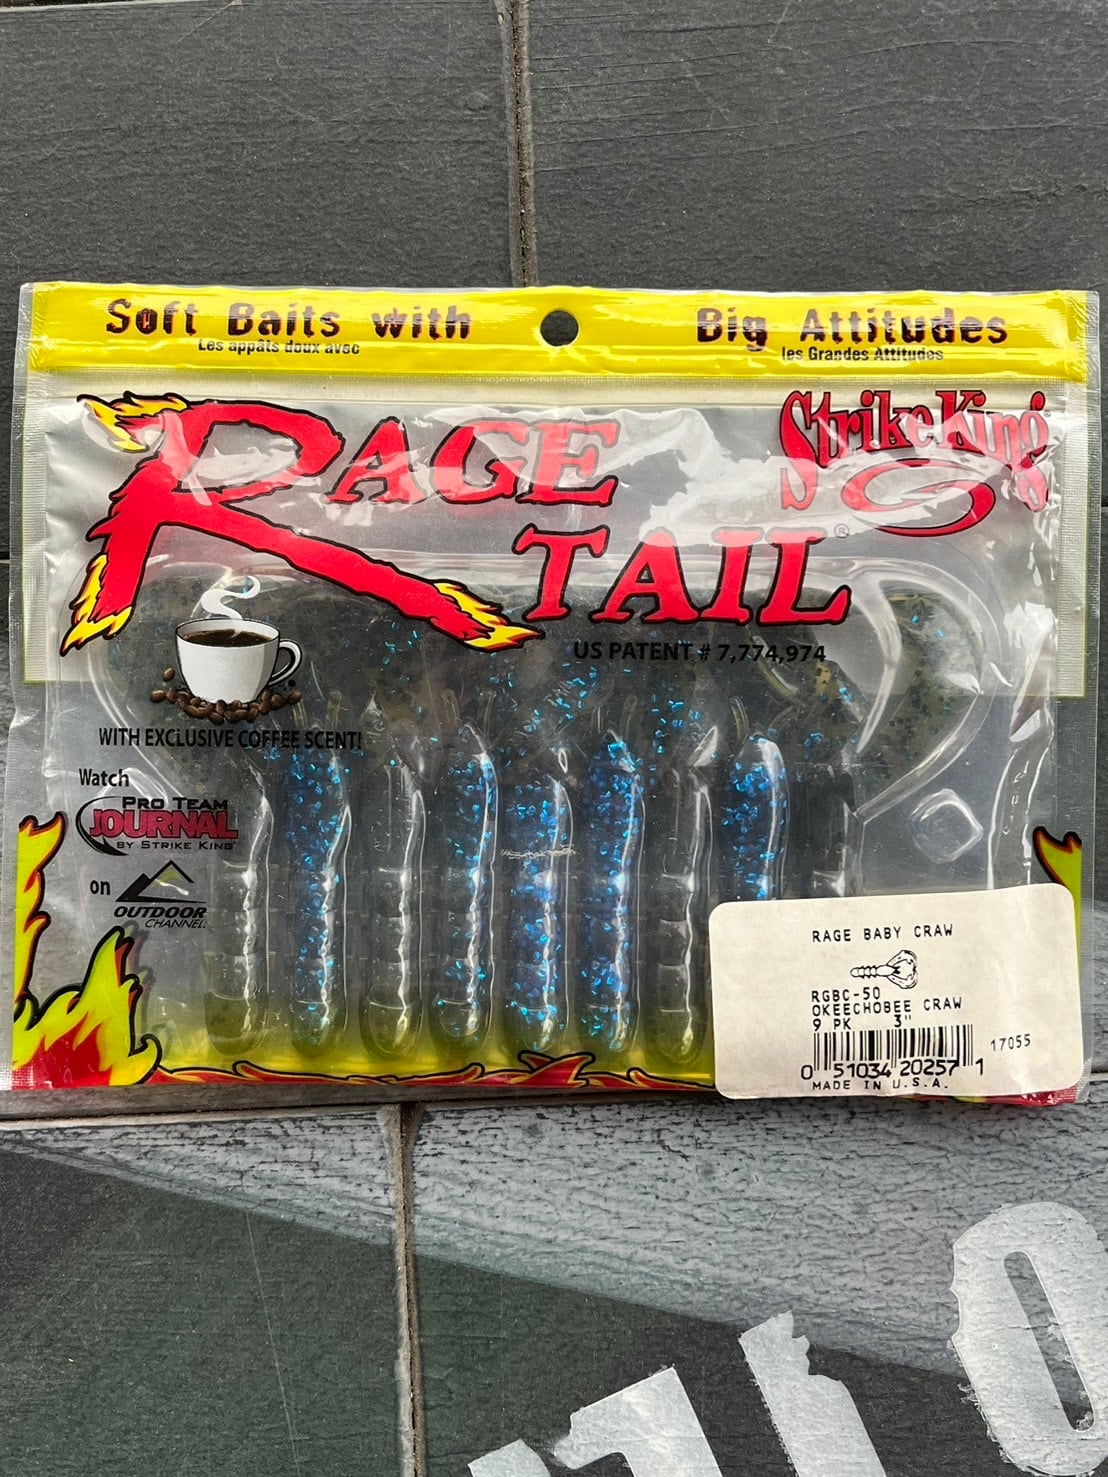 Soft Baits with Big Attitudes
Les appâts doux avec les Grandes Attitudes
RAGE
TAIL®
Strike King
US PATENT # 7,774,974
WITH EXCLUSIVE COFFEE SCENT!
Watch
PRO TEAM
JOURNAL
BY STRIKE KING
on
OUTDOOR
CHANNEL
RAGE BABY CRAW
RGBC-50
OKEECHOBEE CRAW
9 PK 3"
17055
0 51034 20257 1
MADE IN U.S.A.